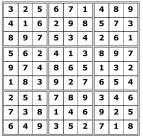 3 2 5 6 7 1 4 8 9
4 1 6 2 9 8 5 7 3
8 9 7 5 3 4 2 6 1
5 6 2 4 1 3 8 9 7
9 7 4 8 6 5 1 3 2
1 8 3 9 2 7 6 5 4
2 5 1 7 8 9 3 4 6
7 3 8 1 4 6 9 2 5
6 4 9 3 5 2 7 1 8